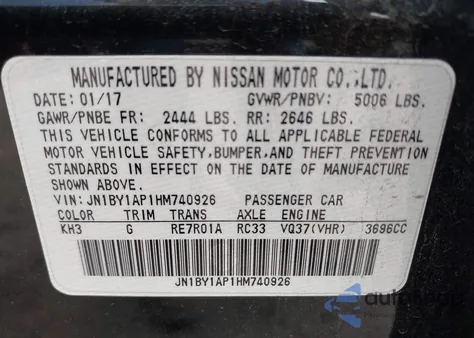 MANUFACTURED BY NISSAN MOTOR CO.,LTD.
DATE: 01/17 GVWR/PNBV: 5006 LBS.
GAWR/PNBE FR: 2444 LBS. RR: 2646 LBS.
THIS VEHICLE CONFORMS TO ALL APPLICABLE FEDERAL
MOTOR VEHICLE SAFETY,BUMPER,AND THEFT PREVENTION
STANDARDS IN EFFECT ON THE DATE OF MANUFACTURE
SHOWN ABOVE.
VIN: JN1BY1AP1HM740926 PASSENGER CAR
COLOR TRIM TRANS AXLE ENGINE
KH3 G RE7R01A RC33 VQ37(VHR) 3696CC
JN1BY1AP1HM740926